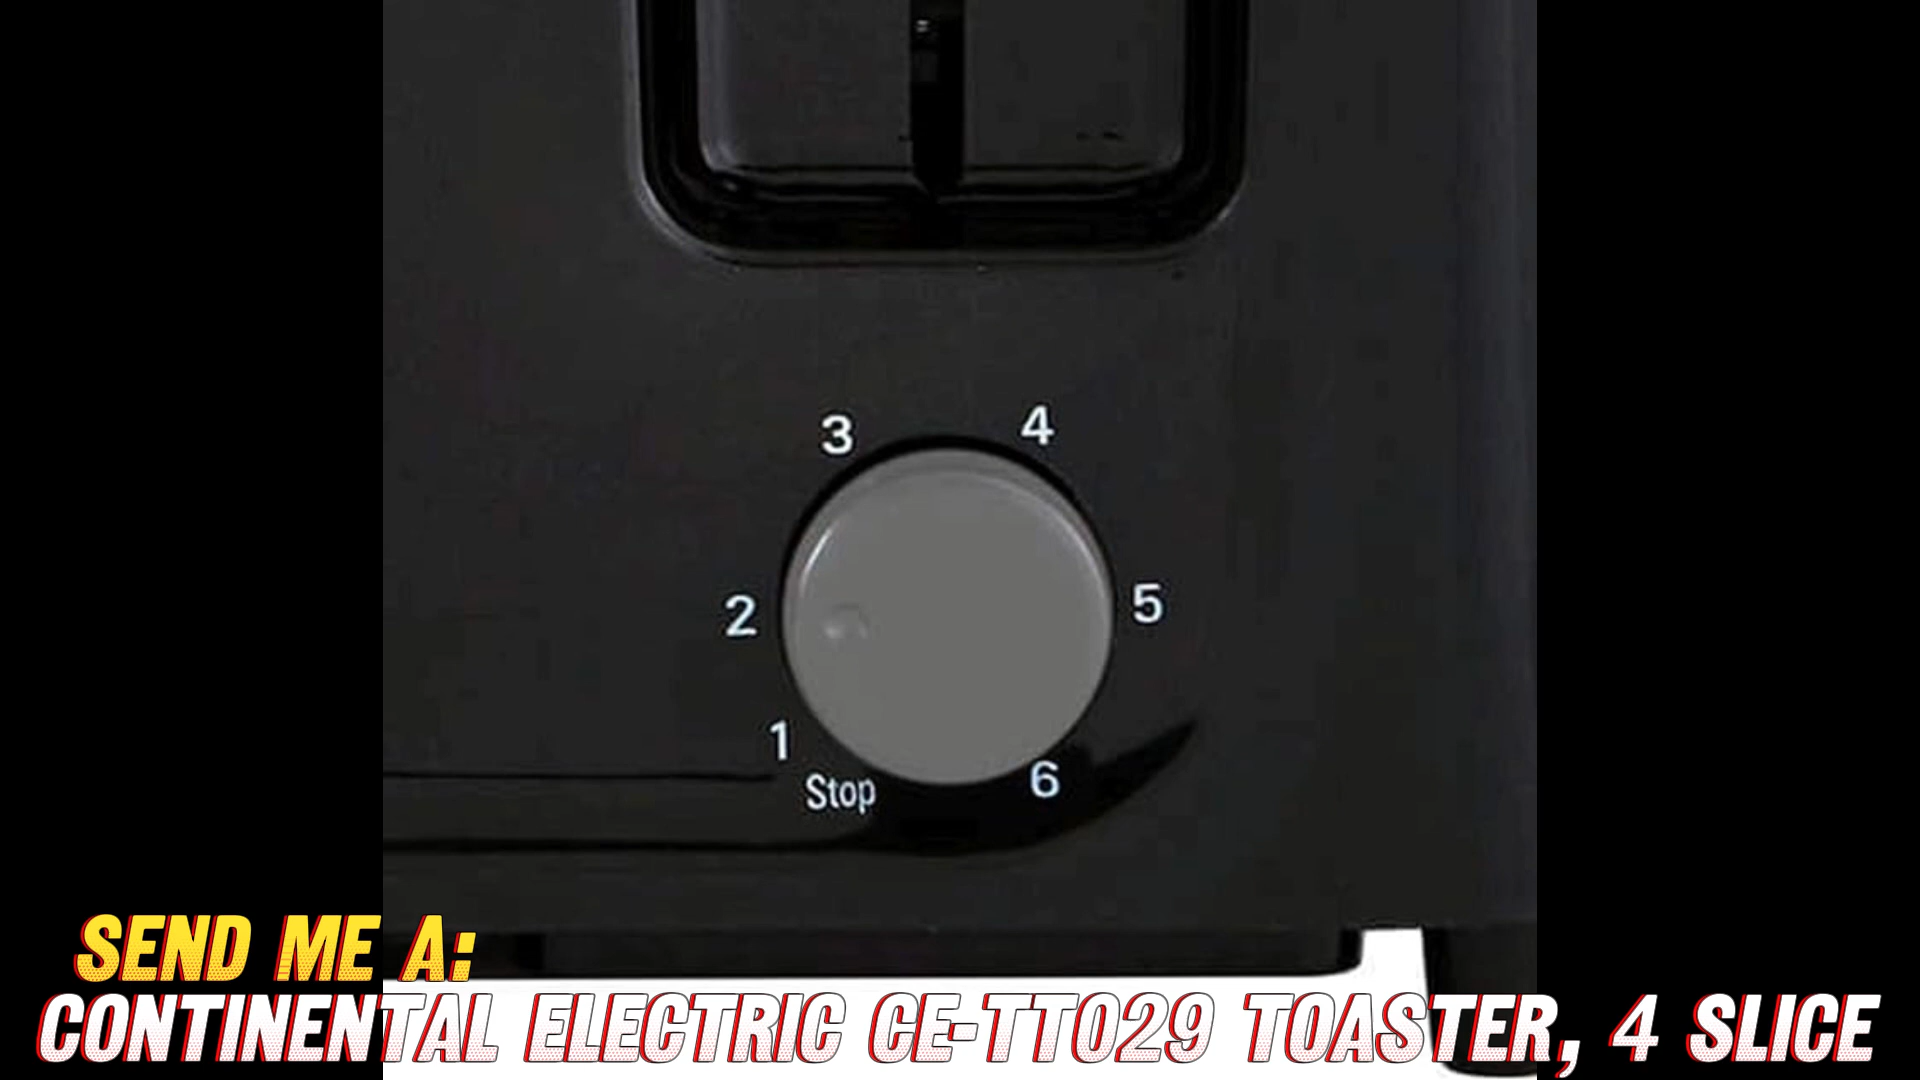 3 4
2 5
1
Stop 6
SEND ME A:
CONTINENTAL ELECTRIC CE-TT029 TOASTER, 4 SLICE